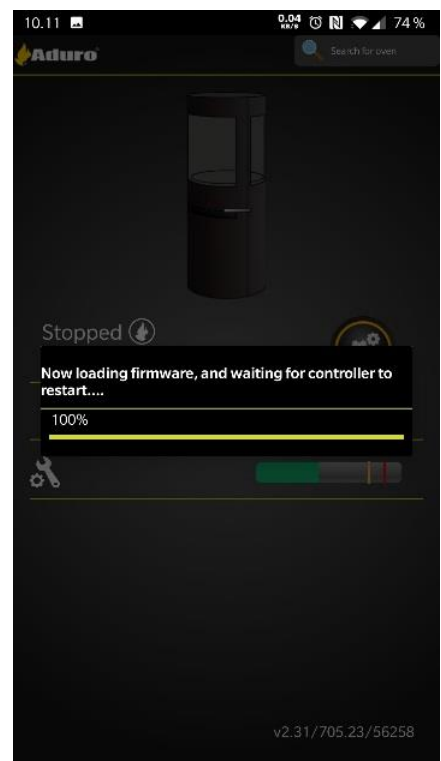 10.11
0.04
KB/s
74%
Aduro
Search for oven
Stopped
Now loading firmware, and waiting for controller to
restart....
100%
v2.31/705.23/56258